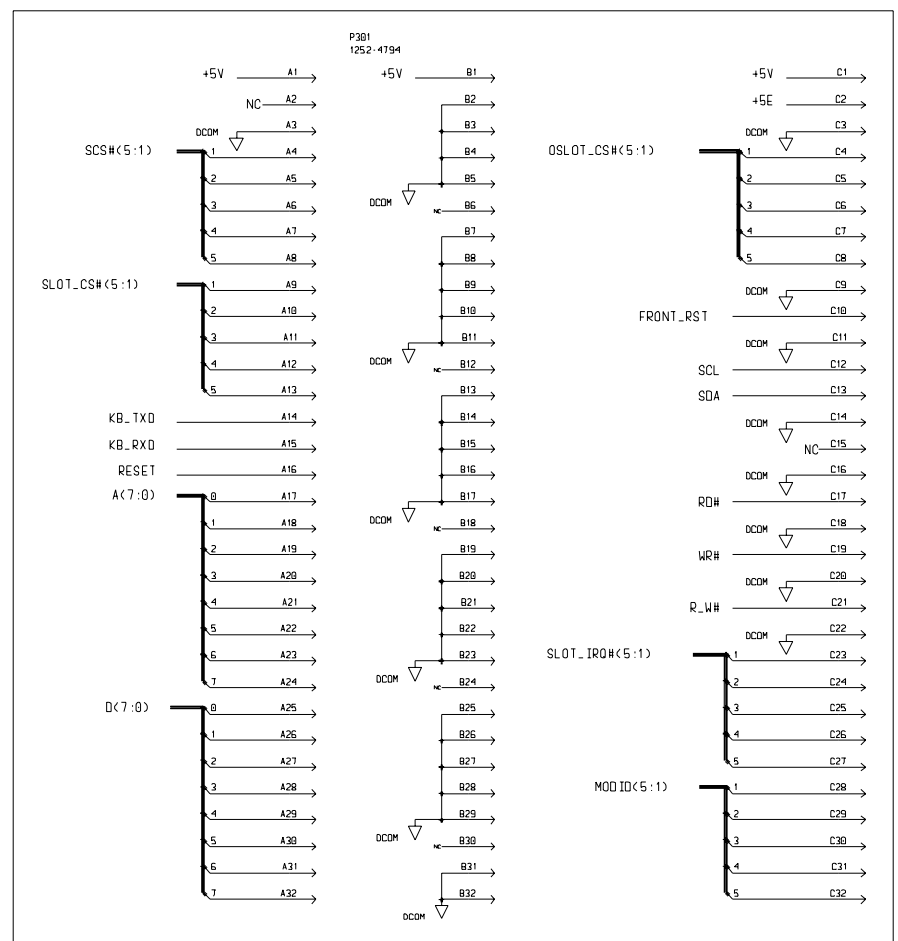 P301
1252-4794
+5V A1
NC A2
DCOM A3
SCS#(5:1) 1 A4
2 A5
3 A6
4 A7
5 A8
SLOT_CS#(5:1) 1 A9
2 A10
3 A11
4 A12
5 A13
KB_TXD A14
KB_RXD A15
RESET A16
A(7:0) 0 A17
1 A18
2 A19
3 A20
4 A21
5 A22
6 A23
7 A24
D(7:0) 0 A25
1 A26
2 A27
3 A28
4 A29
5 A30
6 A31
7 A32
+5V B1
B2
B3
B4
B5
DCOM
NC B6
B7
B8
B9
B10
B11
DCOM
NC B12
B13
B14
B15
B16
B17
DCOM
NC B18
B19
B20
B21
B22
B23
DCOM
NC B24
B25
B26
B27
B28
B29
DCOM
NC B30
B31
B32
DCOM
+5V C1
+5E C2
DCOM C3
OSLOT_CS#(5:1) 1 C4
2 C5
3 C6
4 C7
5 C8
DCOM C9
FRONT_RST C10
DCOM C11
SCL C12
SDA C13
DCOM C14
NC C15
DCOM C16
RD# C17
DCOM C18
WR# C19
DCOM C20
R_W# C21
DCOM C22
SLOT_IRQ#(5:1) 1 C23
2 C24
3 C25
4 C26
5 C27
MODID(5:1) 1 C28
2 C29
3 C30
4 C31
5 C32